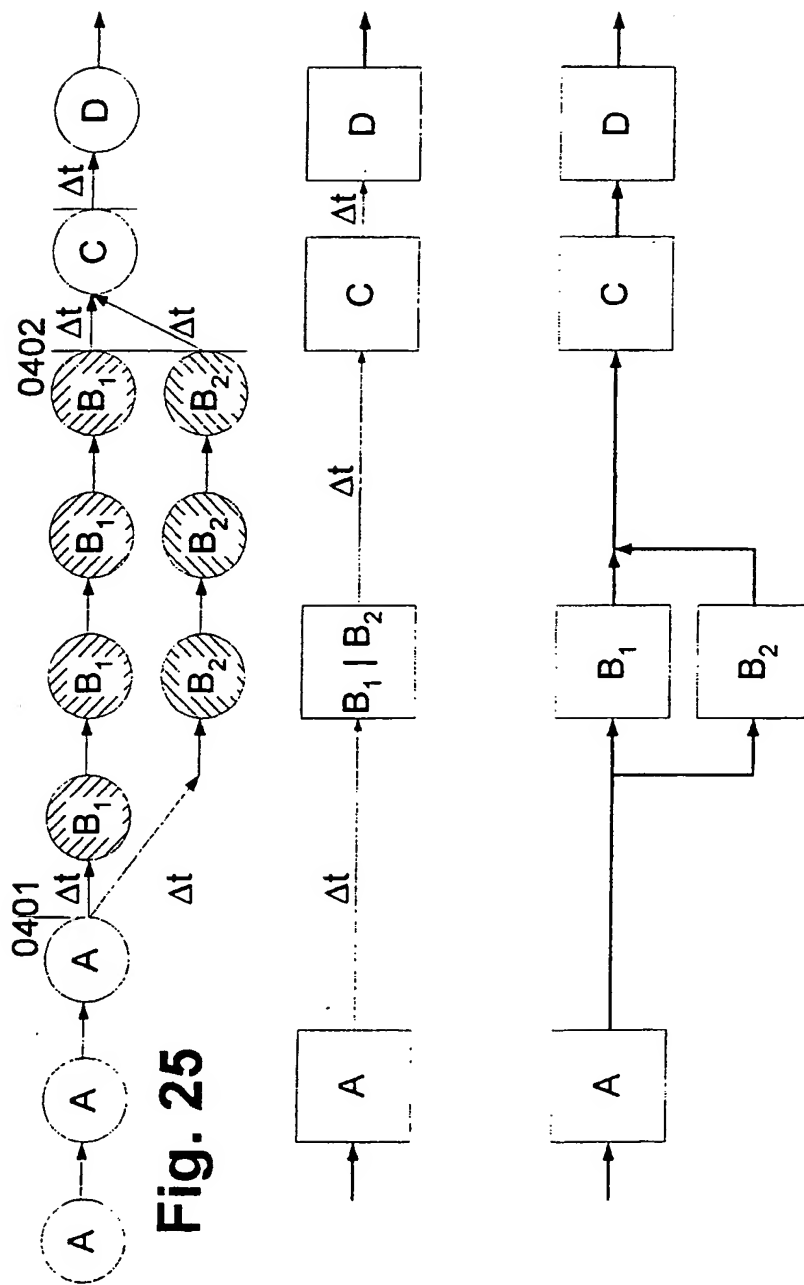 0401 0402
A A A Δt B₁ B₁ B₁ B₁ Δt C Δt D
Δt B₂ B₂ B₂ Δt
Fig. 25
A Δt B₁ | B₂ Δt C Δt D
A B₁ C D
B₂